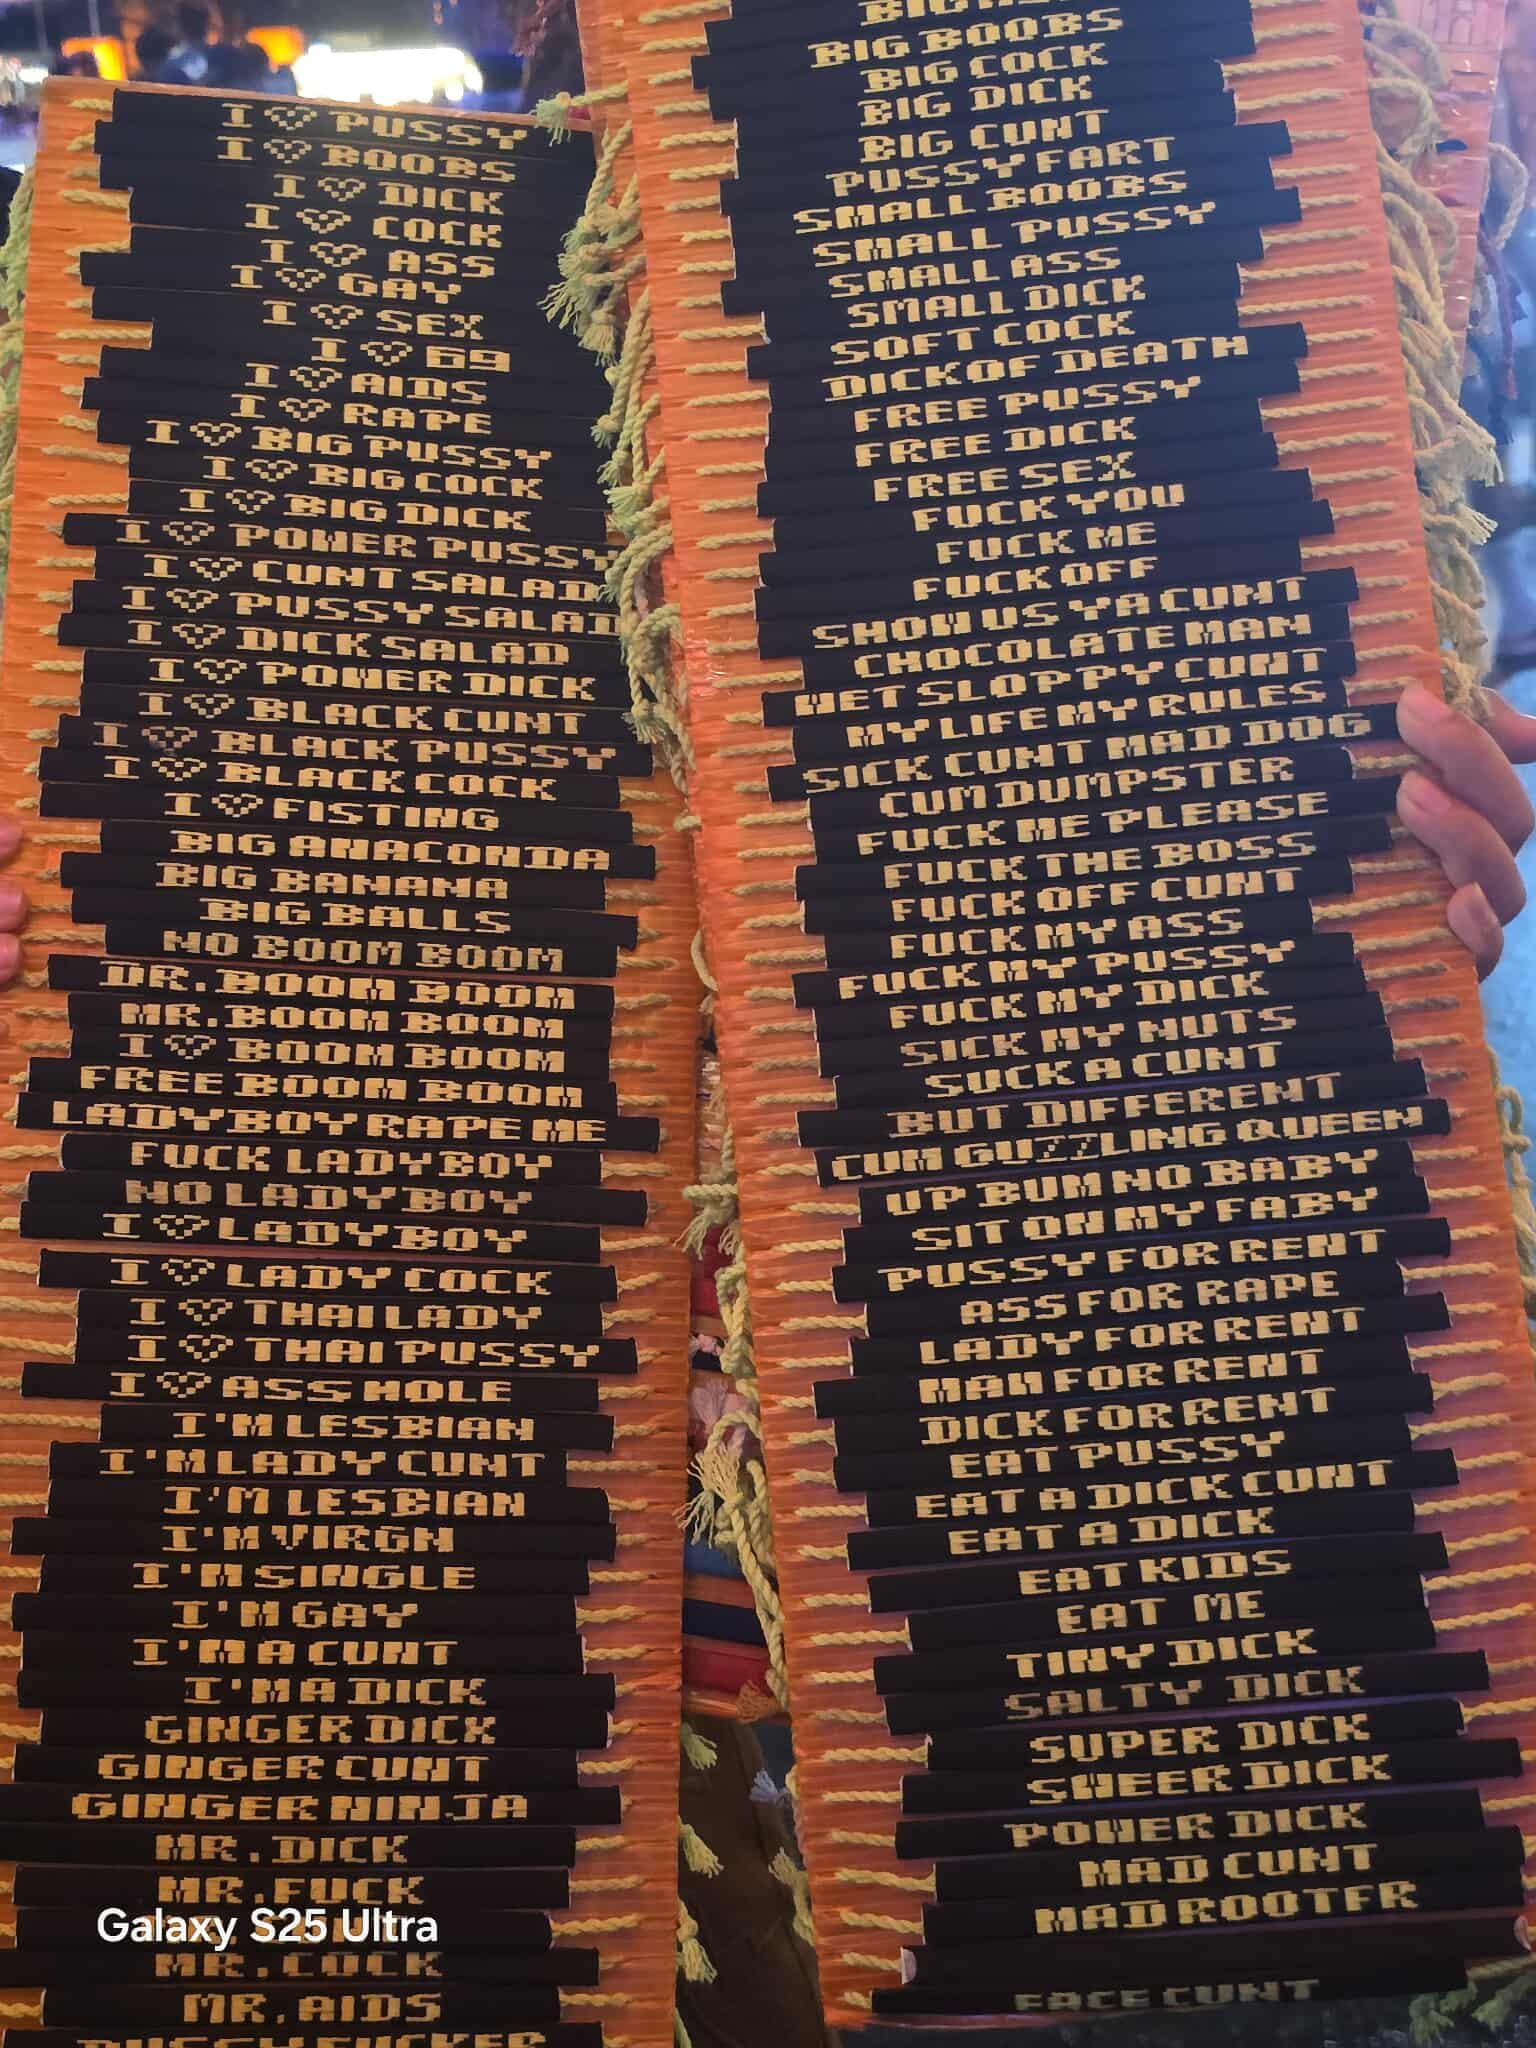 I ♡ PUSSY
I ♡ BOOBS
I ♡ DICK
I ♡ COCK
I ♡ ASS
I ♡ GAY
I ♡ SEX
I ♡ 69
I ♡ AIDS
I ♡ RAPE
I ♡ BIG PUSSY
I ♡ BIG COCK
I ♡ BIG DICK
I ♡ POWER PUSSY
I ♡ CUNT SALAD
I ♡ PUSSY SALAD
I ♡ DICK SALAD
I ♡ POWER DICK
I ♡ BLACK CUNT
I ♡ BLACK PUSSY
I ♡ BLACK COCK
I ♡ FISTING
BIG ANACONDA
BIG BANANA
BIG BALLS
NO BOOM BOOM
DR. BOOM BOOM
MR. BOOM BOOM
I ♡ BOOM BOOM
FREE BOOM BOOM
LADYBOY RAPE ME
FUCK LADYBOY
NO LADYBOY
I ♡ LADYBOY
I ♡ LADY COCK
I ♡ THAI LADY
I ♡ THAI PUSSY
I ♡ ASS HOLE
I'M LESBIAN
I'M LADY CUNT
I'M LESBIAN
I'M VIRGN
I'M SINGLE
I'M GAY
I'M A CUNT
I'M A DICK
GINGER DICK
GINGER CUNT
GINGER NINJA
MR. DICK
MR. FUCK
Galaxy S25 Ultra
MR. COCK
MR. AIDS
PUSSY FUCKER
BIG BOOBS
BIG COCK
BIG DICK
BIG CUNT
PUSSY FART
SMALL BOOBS
SMALL PUSSY
SMALL ASS
SMALL DICK
SOFT COCK
DICK OF DEATH
FREE PUSSY
FREE DICK
FREE SEX
FUCK YOU
FUCK ME
FUCK OFF
SHOW US YA CUNT
CHOCOLATE MAN
WET SLOPPY CUNT
MY LIFE MY RULES
SICK CUNT MAD DOG
CUM DUMPSTER
FUCK ME PLEASE
FUCK THE BOSS
FUCK OFF CUNT
FUCK MY ASS
FUCK MY PUSSY
FUCK MY DICK
SICK MY NUTS
SUCK A CUNT
BUT DIFFERENT
CUM GUZZLING QUEEN
UP BUM NO BABY
SIT ON MY FABY
PUSSY FOR RENT
ASS FOR RAPE
LADY FOR RENT
MAN FOR RENT
DICK FOR RENT
EAT PUSSY
EAT A DICK CUNT
EAT A DICK
EAT KIDS
EAT ME
TINY DICK
SALTY DICK
SUPER DICK
SWEER DICK
POWER DICK
MAD CUNT
MAD ROOTER
FACE CUNT